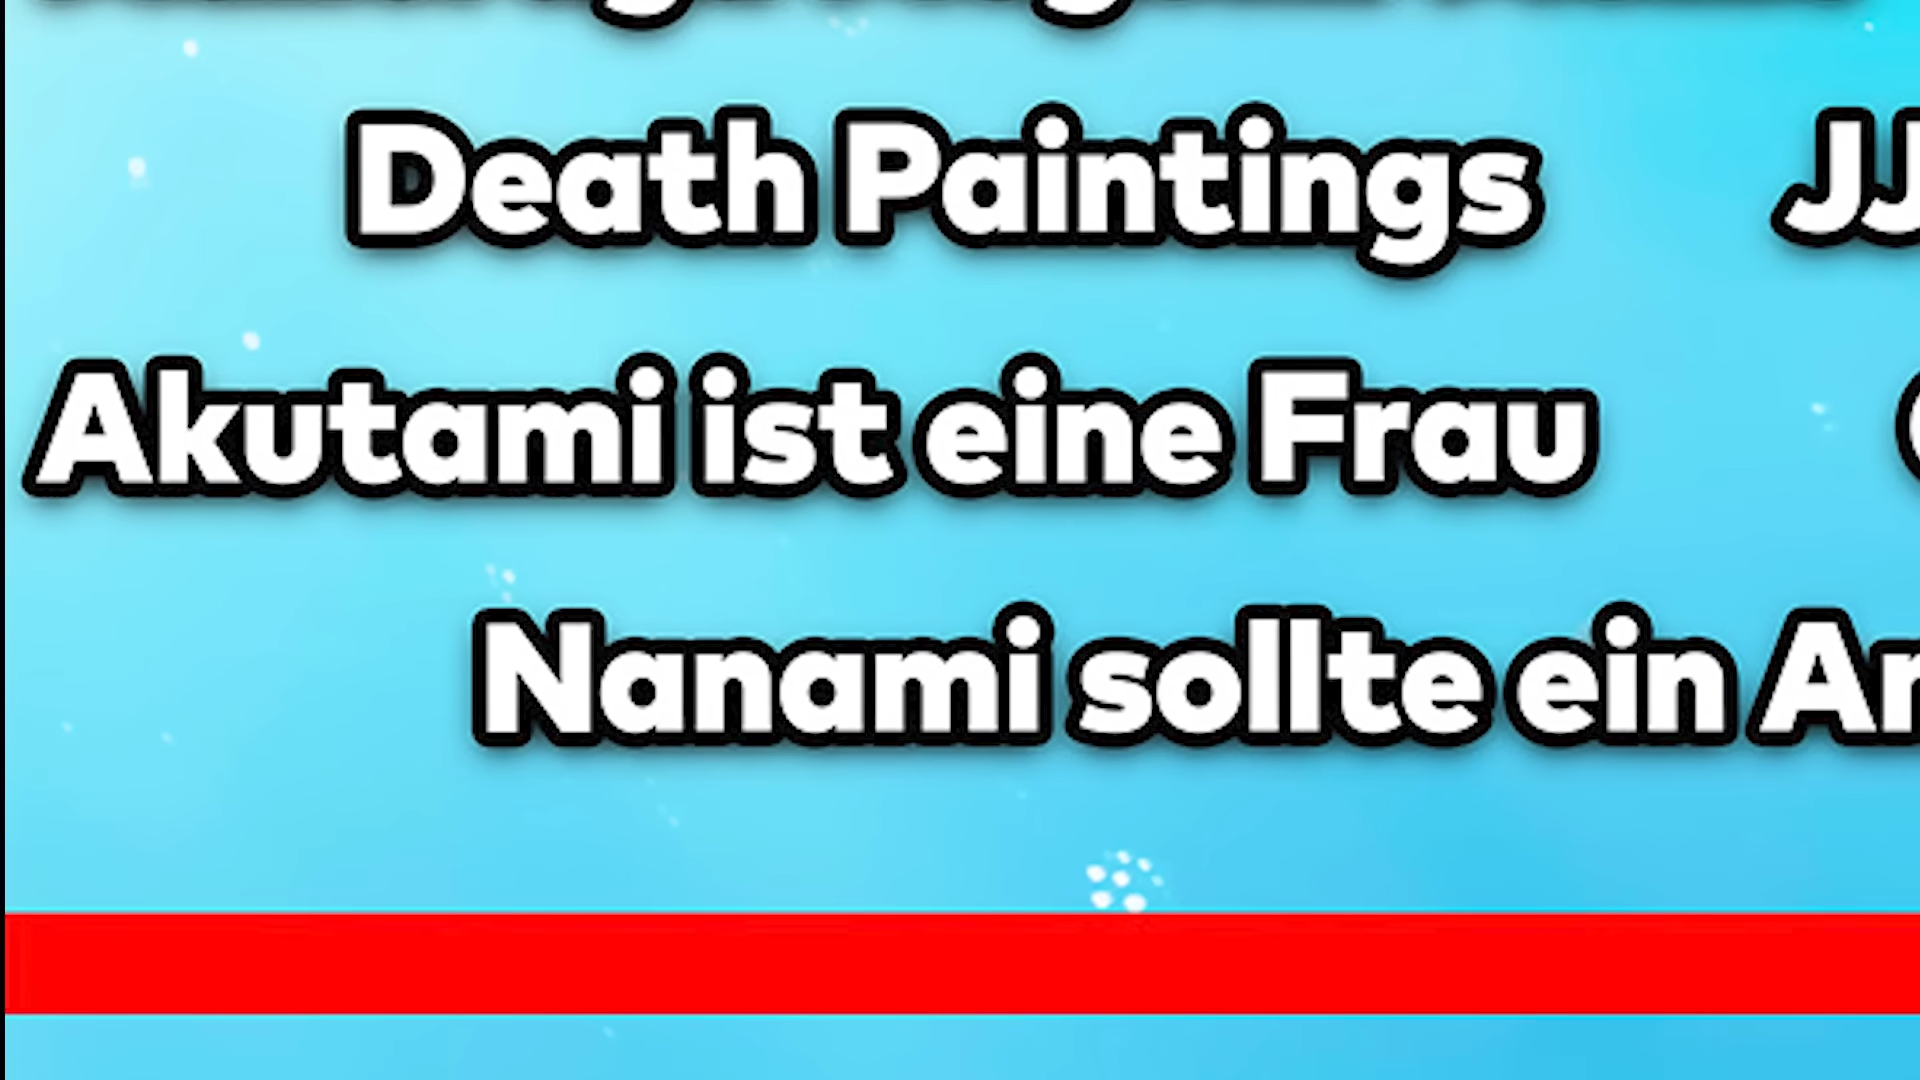 Death Paintings
Akutami ist eine Frau
Nanami sollte ein